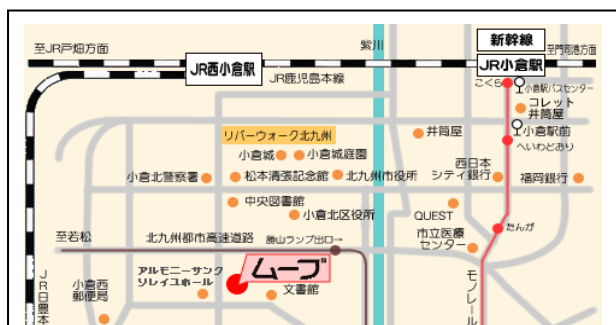 新幹線
至JR戸畑方面
紫川
至門司港方面
JR西小倉駅
JR小倉駅
JR鹿児島本線
こくら
小倉駅バスセンター
コレット
井筒屋
リバーウォーク北九州
井筒屋
小倉駅前
へいわどおり
小倉城
小倉城庭園
西日本
シティ銀行
小倉北警察署
松本清張記念館
北九州市役所
福岡銀行
中央図書館
小倉北区役所
QUEST
たんが
至若松
北九州都市高速道路
勝山ランプ出口→
市立医療
センター
ムーブ
アルモニーサンク
ソレイユホール
小倉西
郵便局
文書館
JR日豊本
モノレール